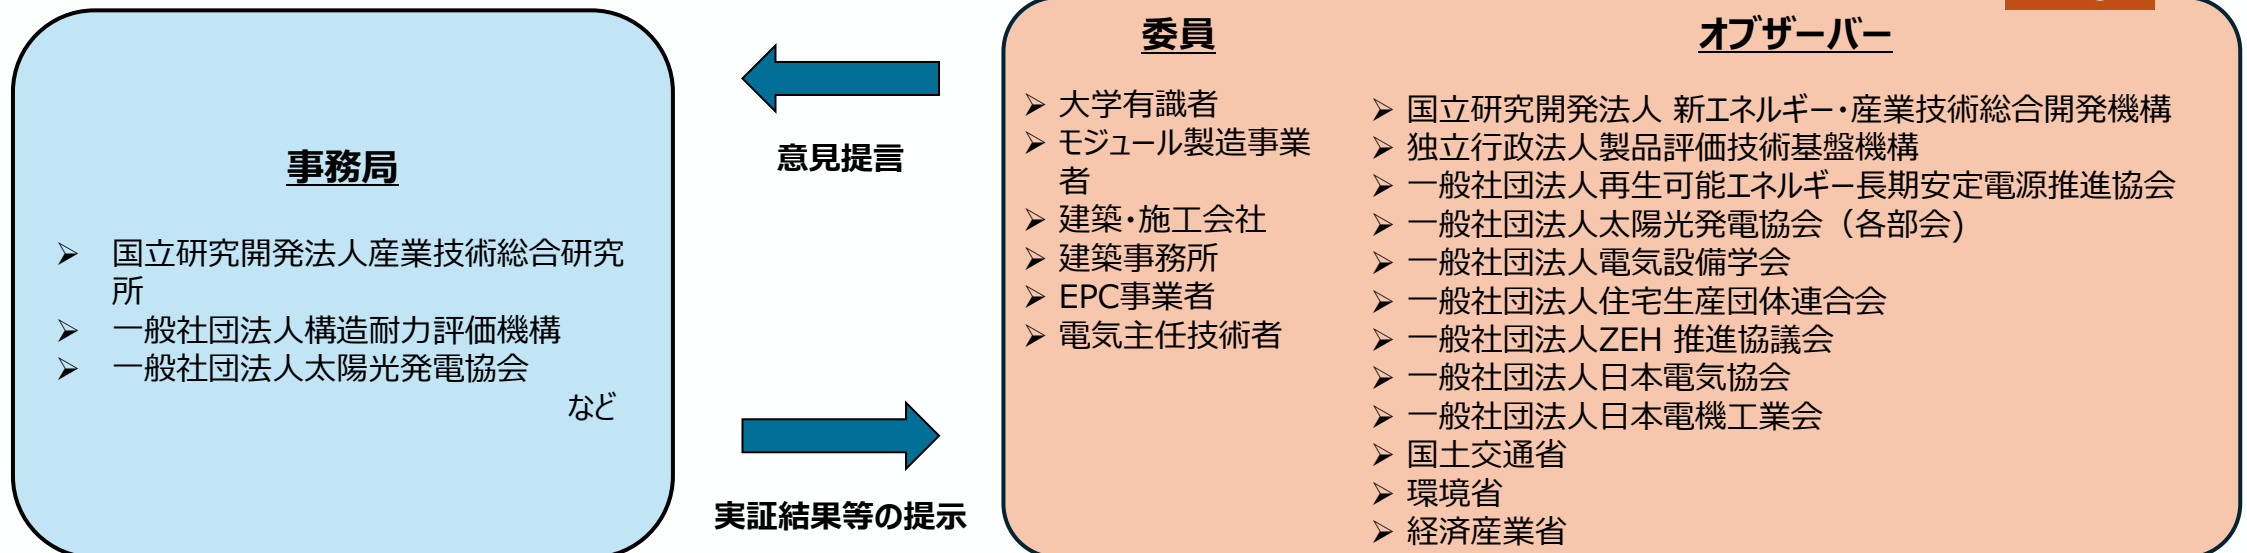 事務局
➢ 国立研究開発法人産業技術総合研究
所
➢ 一般社団法人構造耐力評価機構
➢ 一般社団法人太陽光発電協会
など
意見提言
実証結果等の提示
委員
➢ 大学有識者
➢ モジュール製造事業
者
➢ 建築・施工会社
➢ 建築事務所
➢ EPC事業者
➢ 電気主任技術者
オブザーバー
➢ 国立研究開発法人 新エネルギー・産業技術総合開発機構
➢ 独立行政法人製品評価技術基盤機構
➢ 一般社団法人再生可能エネルギー長期安定電源推進協会
➢ 一般社団法人太陽光発電協会（各部会)
➢ 一般社団法人電気設備学会
➢ 一般社団法人住宅生産団体連合会
➢ 一般社団法人ZEH 推進協議会
➢ 一般社団法人日本電気協会
➢ 一般社団法人日本電機工業会
➢ 国土交通省
➢ 環境省
➢ 経済産業省